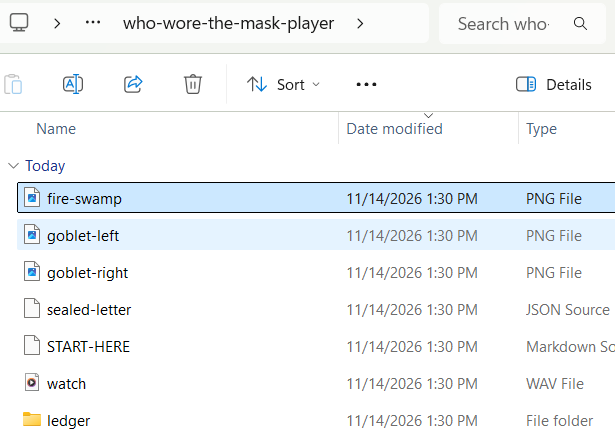 who-wore-the-mask-player
Search who-
Sort
Details
Name Date modified Type
Today
fire-swamp 11/14/2026 1:30 PM PNG File
goblet-left 11/14/2026 1:30 PM PNG File
goblet-right 11/14/2026 1:30 PM PNG File
sealed-letter 11/14/2026 1:30 PM JSON Source
START-HERE 11/14/2026 1:30 PM Markdown So
watch 11/14/2026 1:30 PM WAV File
ledger 11/14/2026 1:30 PM File folder